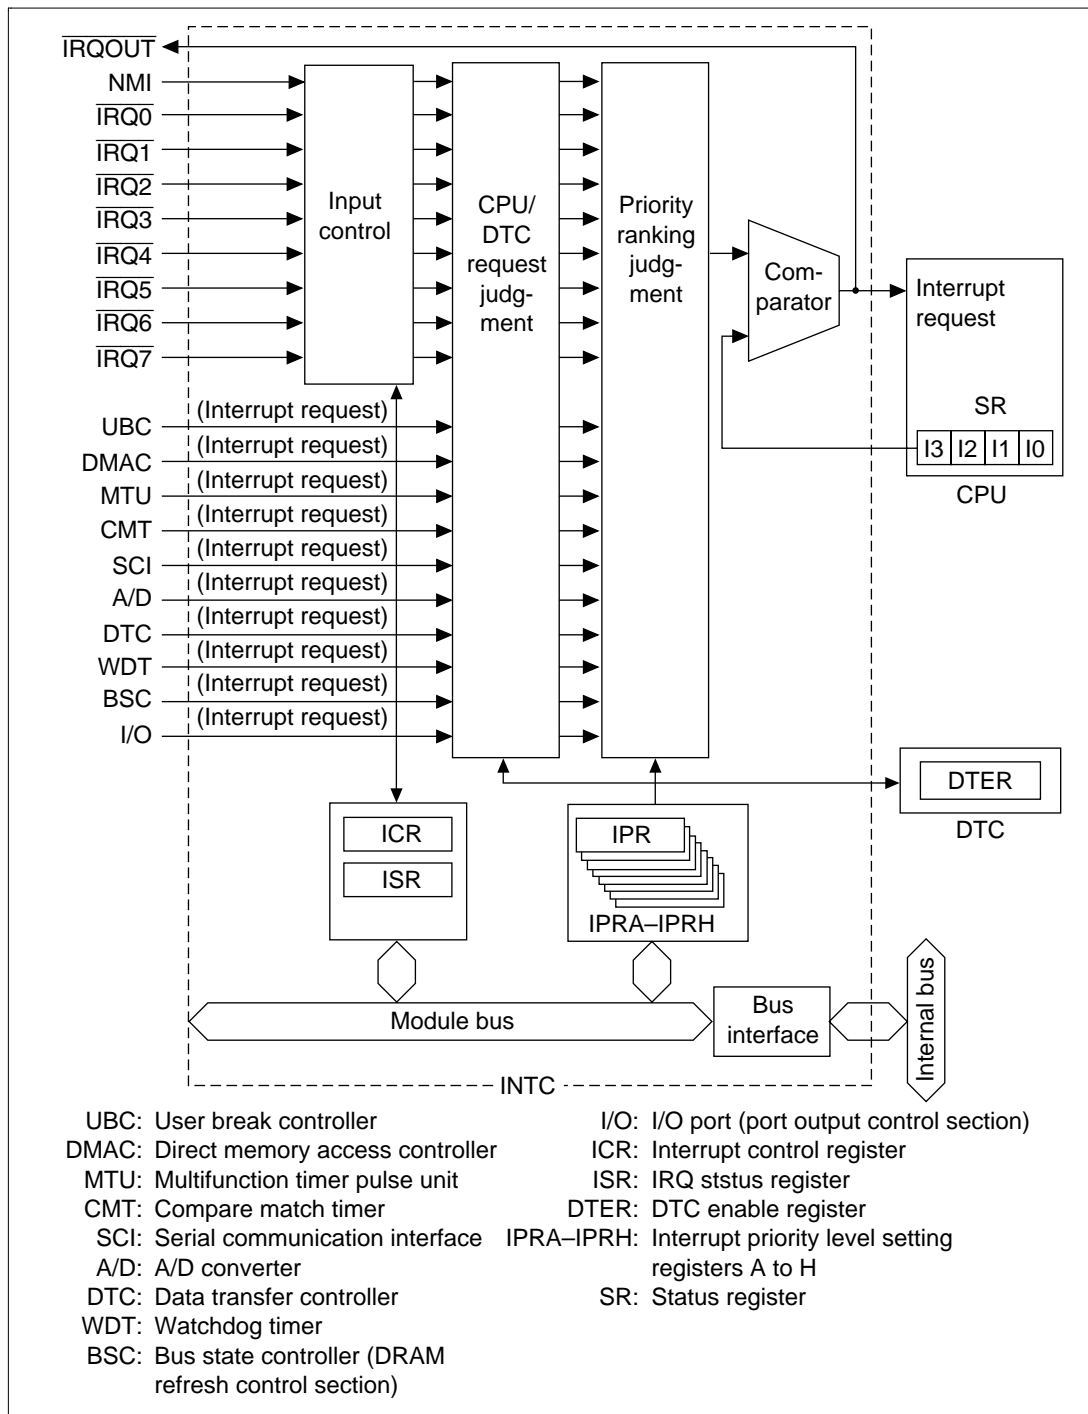 IRQOUT
NMI
IRQ0
IRQ1
IRQ2
IRQ3
IRQ4
IRQ5
IRQ6
IRQ7
Input
control
CPU/
DTC
request
judg-
ment
Priority
ranking
judg-
ment
Com-
parator
Interrupt
request
SR
I3 I2 I1 I0
CPU
UBC (Interrupt request)
DMAC (Interrupt request)
MTU (Interrupt request)
CMT (Interrupt request)
SCI (Interrupt request)
A/D (Interrupt request)
DTC (Interrupt request)
WDT (Interrupt request)
BSC (Interrupt request)
I/O (Interrupt request)
DTER
DTC
ICR
ISR
IPR
IPRA–IPRH
Module bus
Bus
interface
Internal bus
INTC
UBC: User break controller
DMAC: Direct memory access controller
MTU: Multifunction timer pulse unit
CMT: Compare match timer
SCI: Serial communication interface
A/D: A/D converter
DTC: Data transfer controller
WDT: Watchdog timer
BSC: Bus state controller (DRAM
refresh control section)
I/O: I/O port (port output control section)
ICR: Interrupt control register
ISR: IRQ ststus register
DTER: DTC enable register
IPRA–IPRH: Interrupt priority level setting
registers A to H
SR: Status register